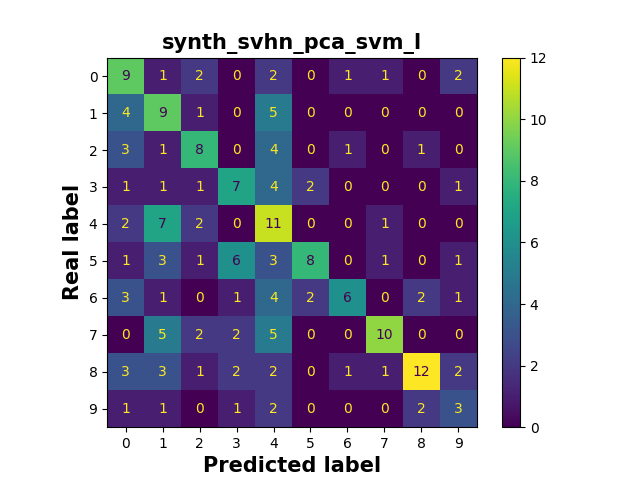 synth_svhn_pca_svm_l
0 9 1 2 0 2 0 1 1 0 2
1 4 9 1 0 5 0 0 0 0 0
2 3 1 8 0 4 0 1 0 1 0
3 1 1 1 7 4 2 0 0 0 1
4 2 7 2 0 11 0 0 1 0 0
5 1 3 1 6 3 8 0 1 0 1
6 3 1 0 1 4 2 6 0 2 1
7 0 5 2 2 5 0 0 10 0 0
8 3 3 1 2 2 0 1 1 12 2
9 1 1 0 1 2 0 0 0 2 3
0 1 2 3 4 5 6 7 8 9
Real label
Predicted label
12
10
8
6
4
2
0